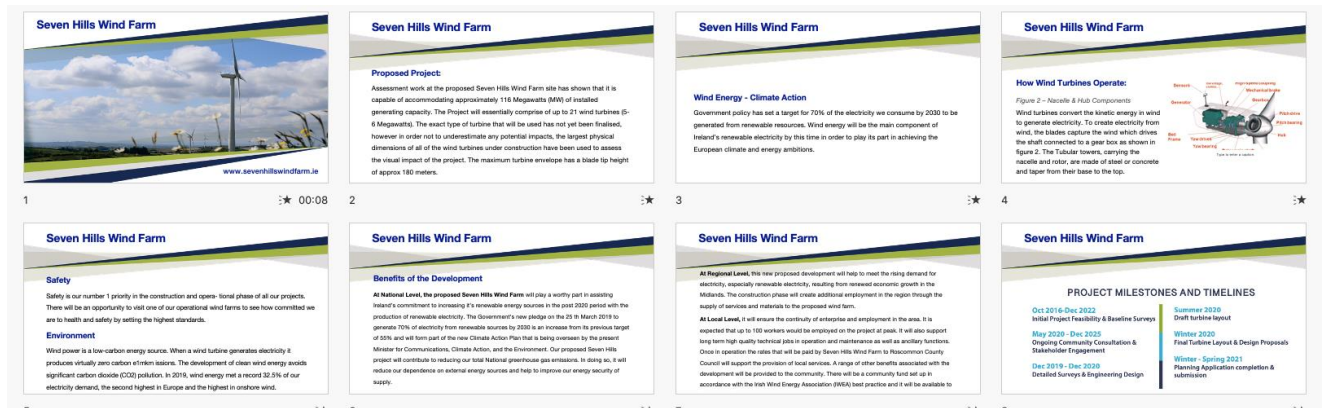 Seven Hills Wind Farm
www.sevenhillswindfarm.ie
1
00:08
Seven Hills Wind Farm
Proposed Project:
Assessment work at the proposed Seven Hills Wind Farm site has shown that it is
capable of accommodating approximately 116 Megawatts (MW) of installed
generating capacity. The Project will essentially comprise of up to 21 wind turbines (5-
6 Megawatts). The exact type of turbine that will be used has not yet been finalised,
however in order not to underestimate any potential impacts, the largest physical
dimensions of all of the wind turbines under construction have been used to assess
the visual impact of the project. The maximum turbine envelope has a blade tip height
of approx 180 meters.
2
Seven Hills Wind Farm
Wind Energy - Climate Action
Government policy has set a target for 70% of the electricity we consume by 2030 to be
generated from renewable resources. Wind energy will be the main component of
Ireland's renewable electricity by this time in order to play its part in achieving the
European climate and energy ambitions.
3
Seven Hills Wind Farm
How Wind Turbines Operate:
Figure 2 – Nacelle & Hub Components
Wind turbines convert the kinetic energy in wind
to generate electricity. To create electricity from
wind, the blades capture the wind which drives
the shaft connected to a gear box as shown in
figure 2. The Tubular towers, carrying the
nacelle and rotor, are made of steel or concrete
and taper from their base to the top.
Generator
Gearbox
Pitch bearing
Hub
Bed
Frame
Yaw bearing
Type to enter a caption
4
Seven Hills Wind Farm
Safety
Safety is our number 1 priority in the construction and opera- tional phase of all our projects.
There will be an opportunity to visit one of our operational wind farms to see how committed we
are to health and safety by setting the highest standards.
Environment
Wind power is a low-carbon energy source. When a wind turbine generates electricity it
produces virtually zero carbon e1mken issions. The development of clean wind energy avoids
significant carbon dioxide (CO2) pollution. In 2019, wind energy met a record 32.5% of our
electricity demand, the second highest in Europe and the highest in onshore wind.
Seven Hills Wind Farm
Benefits of the Development
At National Level, the proposed Seven Hills Wind Farm will play a worthy part in assisting
Ireland's commitment to increasing it's renewable energy sources in the post 2020 period with the
production of renewable electricity. The Government's new pledge on the 25 th March 2019 to
generate 70% of electricity from renewable sources by 2030 is an increase from its previous target
of 55% and will form part of the new Climate Action Plan that is being overseen by the present
Minister for Communications, Climate Action, and the Environment. Our proposed Seven Hills
project will contribute to reducing our total National greenhouse gas emissions. In doing so, it will
reduce our dependence on external energy sources and help to improve our energy security of
supply.
Seven Hills Wind Farm
At Regional Level, this new proposed development will help to meet the rising demand for
electricity, especially renewable electricity, resulting from renewed economic growth in the
Midlands. The construction phase will create additional employment in the region through the
supply of services and materials to the proposed wind farm.
At Local Level, it will ensure the continuity of enterprise and employment in the area. It is
expected that up to 100 workers would be employed on the project at peak. It will also support
long term high quality technical jobs in operation and maintenance as well as ancillary functions.
Once in operation the rates that will be paid by Seven Hills Wind Farm to Roscommon County
Council will support the provision of local services. A range of other benefits associated with the
development will be provided to the community. There will be a community fund set up in
accordance with the Irish Wind Energy Association (IWEA) best practice and it will be available to
Seven Hills Wind Farm
PROJECT MILESTONES AND TIMELINES
Oct 2016-Dec 2022
Initial Project Feasibility & Baseline Surveys
May 2020 - Dec 2025
Ongoing Community Consultation &
Stakeholder Engagement
Dec 2019 - Dec 2020
Detailed Surveys & Engineering Design
Summer 2020
Draft turbine layout
Winter 2020
Final Turbine Layout & Design Proposals
Winter - Spring 2021
Planning Application completion &
submission